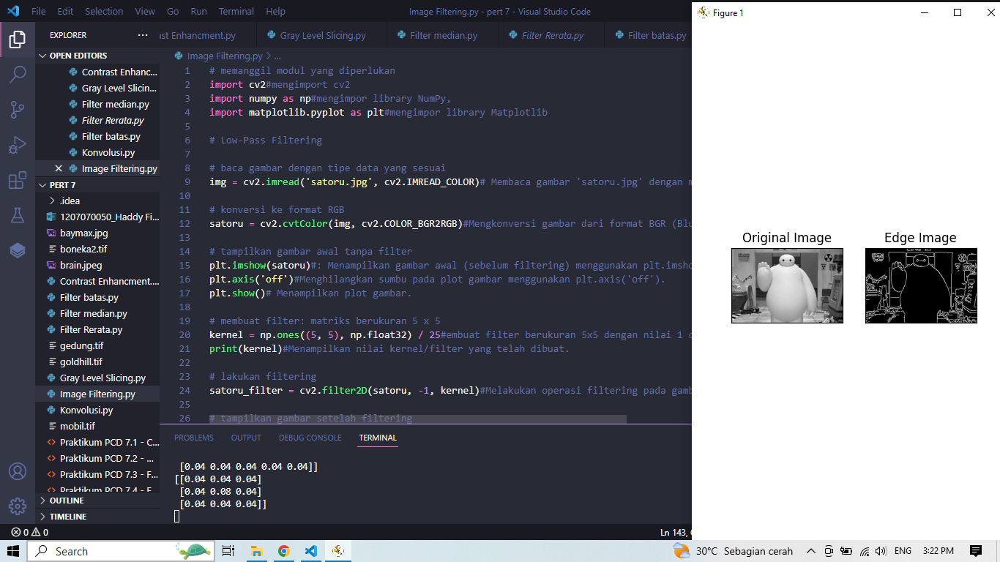 File Edit Selection View Go Run Terminal Help
Image Filtering.py - pert 7 - Visual Studio Code
EXPLORER
OPEN EDITORS
Contrast Enhanc...
Gray Level Slicin...
Filter median.py
Filter Rerata.py
Filter batas.py
Konvolusi.py
Image Filtering.py
PERT 7
.idea
1207070050_Haddy Fi...
baymax.jpg
boneka2.tif
brain.jpeg
Contrast Enhancment....
Filter batas.py
Filter median.py
Filter Rerata.py
gedung.tif
goldhill.tif
Gray Level Slicing.py
Image Filtering.py
Konvolusi.py
mobil.tif
Praktikum PCD 7.1 - C...
Praktikum PCD 7.2 - ...
Praktikum PCD 7.3 - F...
Praktikum PCD 7.4 - F
OUTLINE
TIMELINE
ast Enhancment.py Gray Level Slicing.py Filter median.py Filter Rerata.py Filter batas.py
Image Filtering.py > ...
1 # memanggil modul yang diperlukan
2 import cv2#mengimport cv2
3 import numpy as np#mengimpor library NumPy,
4 import matplotlib.pyplot as plt#mengimpor library Matplotlib
5
6 # Low-Pass Filtering
7
8 # baca gambar dengan tipe data yang sesuai
9 img = cv2.imread('satoru.jpg', cv2.IMREAD_COLOR)# Membaca gambar 'satoru.jpg' dengan m
10
11 # konversi ke format RGB
12 satoru = cv2.cvtColor(img, cv2.COLOR_BGR2RGB)#Mengkonversi gambar dari format BGR (Blu
13
14 # tampilkan gambar awal tanpa filter
15 plt.imshow(satoru)#: Menampilkan gambar awal (sebelum filtering) menggunakan plt.imsho
16 plt.axis('off')#Menghilangkan sumbu pada plot gambar menggunakan plt.axis('off').
17 plt.show()# Menampilkan plot gambar.
18
19 # membuat filter: matriks berukuran 5 x 5
20 kernel = np.ones((5, 5), np.float32) / 25#embuat filter berukuran 5x5 dengan nilai 1 d
21 print(kernel)#Menampilkan nilai kernel/filter yang telah dibuat.
22
23 # lakukan filtering
24 satoru_filter = cv2.filter2D(satoru, -1, kernel)#Melakukan operasi filtering pada gamb
25
26 # tampilkan gambar setelah filtering
PROBLEMS OUTPUT DEBUG CONSOLE TERMINAL
[0.04 0.04 0.04 0.04 0.04]]
[[0.04 0.04 0.04]
[0.04 0.08 0.04]
[0.04 0.04 0.04]]
0 0
Ln 143,
Figure 1
Original Image Edge Image
Search
30°C Sebagian cerah
ENG
3:22 PM